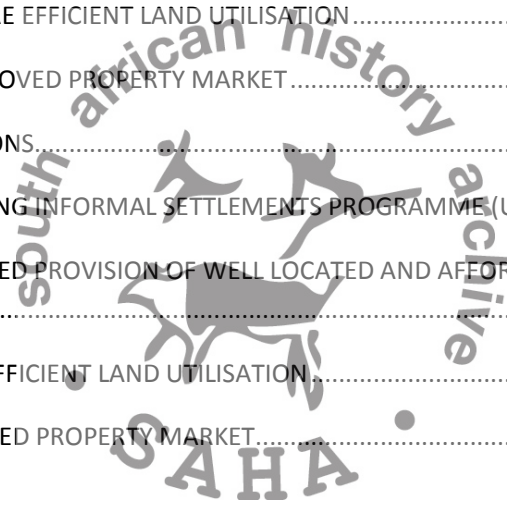 E EFFICIENT LAND UTILISATION
OVED PROPERTY MARKET
ONS
NG INFORMAL SETTLEMENTS PROGRAMME (U
ED PROVISION OF WELL LOCATED AND AFFOR
FFICIENT LAND UTILISATION
ED PROPERTY MARKET
south african history archive
SAHA